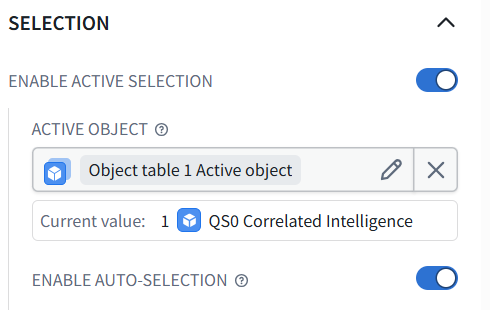 SELECTION
ENABLE ACTIVE SELECTION
ACTIVE OBJECT
Object table 1 Active object
Current value: 1 QS0 Correlated Intelligence
ENABLE AUTO-SELECTION